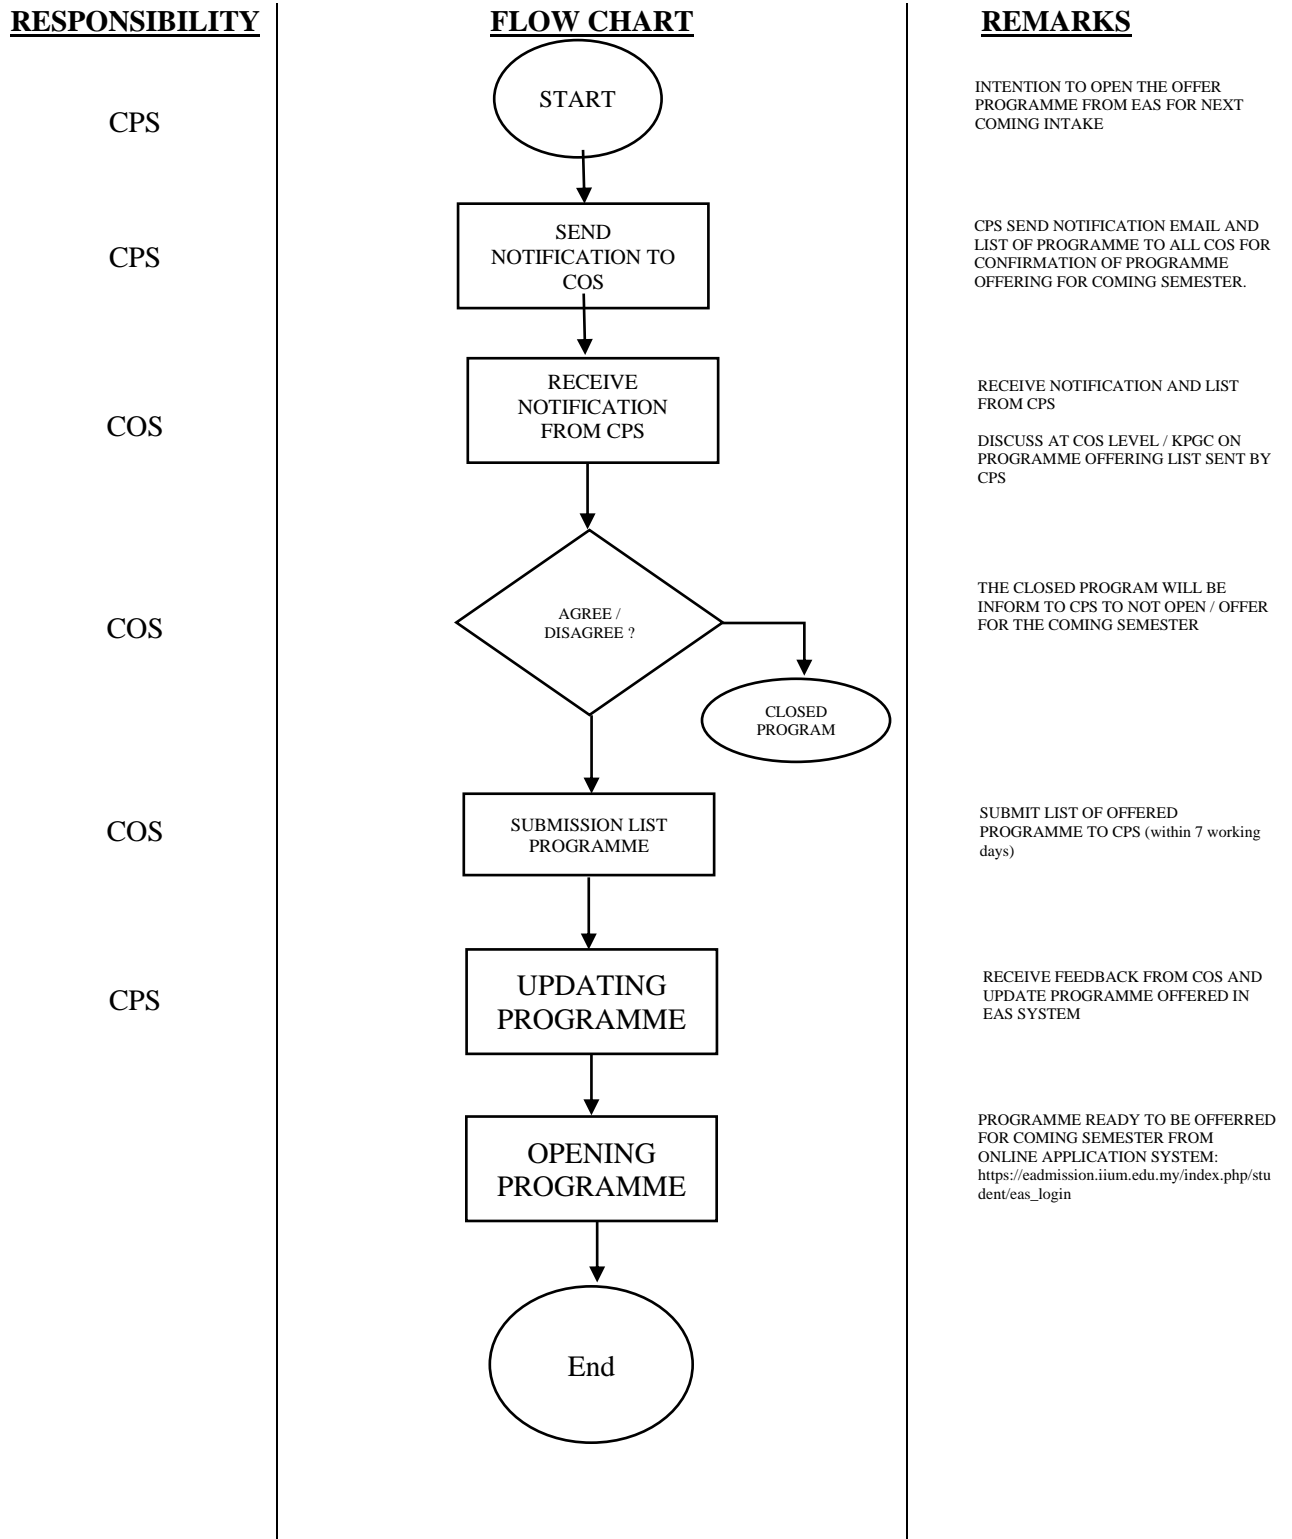 RESPONSIBILITY
FLOW CHART
REMARKS
CPS
START
INTENTION TO OPEN THE OFFER
PROGRAMME FROM EAS FOR NEXT
COMING INTAKE
CPS
SEND
NOTIFICATION TO
COS
CPS SEND NOTIFICATION EMAIL AND
LIST OF PROGRAMME TO ALL COS FOR
CONFIRMATION OF PROGRAMME
OFFERING FOR COMING SEMESTER.
COS
RECEIVE
NOTIFICATION
FROM CPS
RECEIVE NOTIFICATION AND LIST
FROM CPS
DISCUSS AT COS LEVEL / KPGC ON
PROGRAMME OFFERING LIST SENT BY
CPS
COS
AGREE /
DISAGREE ?
THE CLOSED PROGRAM WILL BE
INFORM TO CPS TO NOT OPEN / OFFER
FOR THE COMING SEMESTER
CLOSED
PROGRAM
COS
SUBMISSION LIST
PROGRAMME
SUBMIT LIST OF OFFERED
PROGRAMME TO CPS (within 7 working
days)
CPS
UPDATING
PROGRAMME
RECEIVE FEEDBACK FROM COS AND
UPDATE PROGRAMME OFFERED IN
EAS SYSTEM
OPENING
PROGRAMME
PROGRAMME READY TO BE OFFERRED
FOR COMING SEMESTER FROM
ONLINE APPLICATION SYSTEM:
https://eadmission.iium.edu.my/index.php/stu
dent/eas_login
End